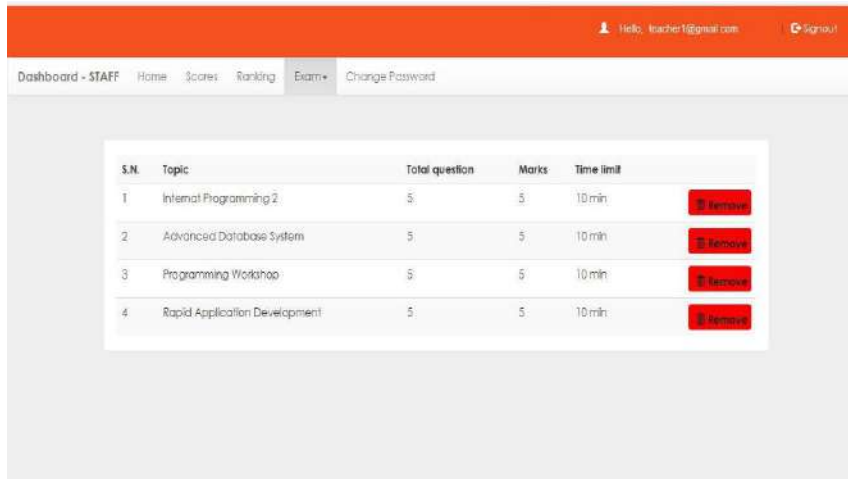 Hello, teacher1@gmail.com Signout
Dashboard - STAFF Home Scores Ranking Exam Change Password
S.N. Topic Total question Marks Time limit
1 Internat Programming 2 5 5 10 min Remove
2 Advanced Database System 5 5 10 min Remove
3 Programming Workshop 5 5 10 min Remove
4 Rapid Application Development 5 5 10 min Remove